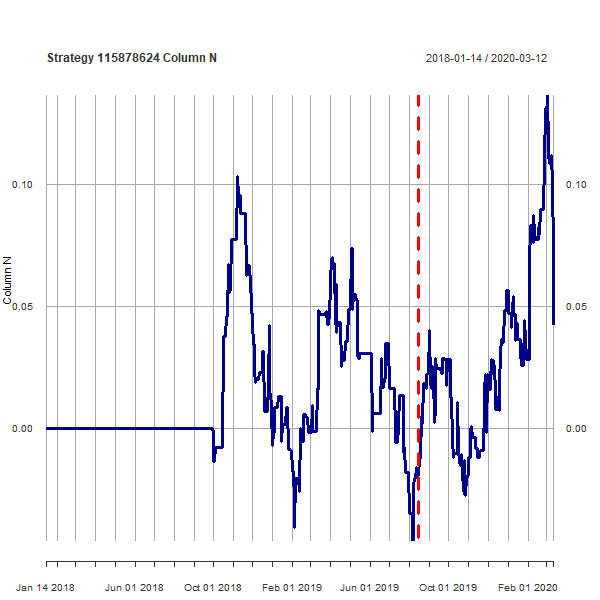 Strategy 115878624 Column N
2018-01-14 / 2020-03-12
Column N
0.10
0.05
0.00
0.10
0.05
0.00
Jan 14 2018
Jun 01 2018
Oct 01 2018
Feb 01 2019
Jun 01 2019
Oct 01 2019
Feb 01 2020